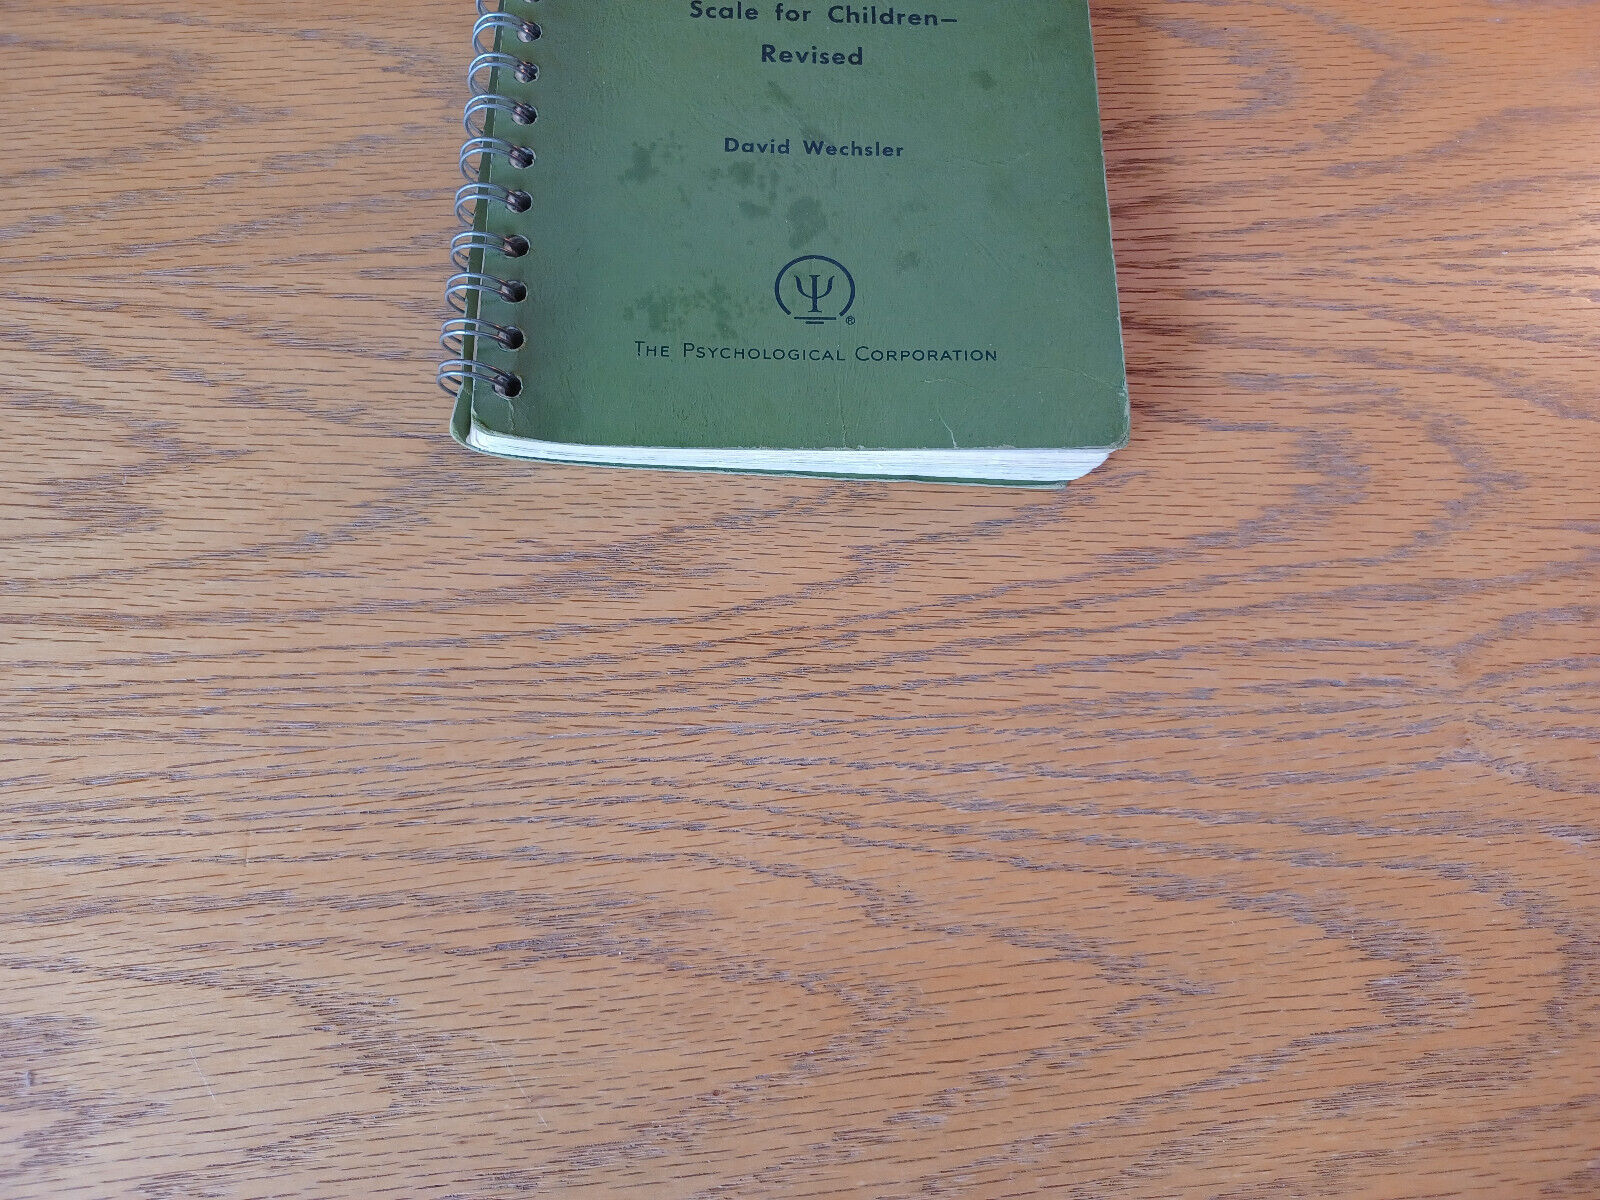 Scale for Children—
Revised
David Wechsler
Ψ
®
The Psychological Corporation